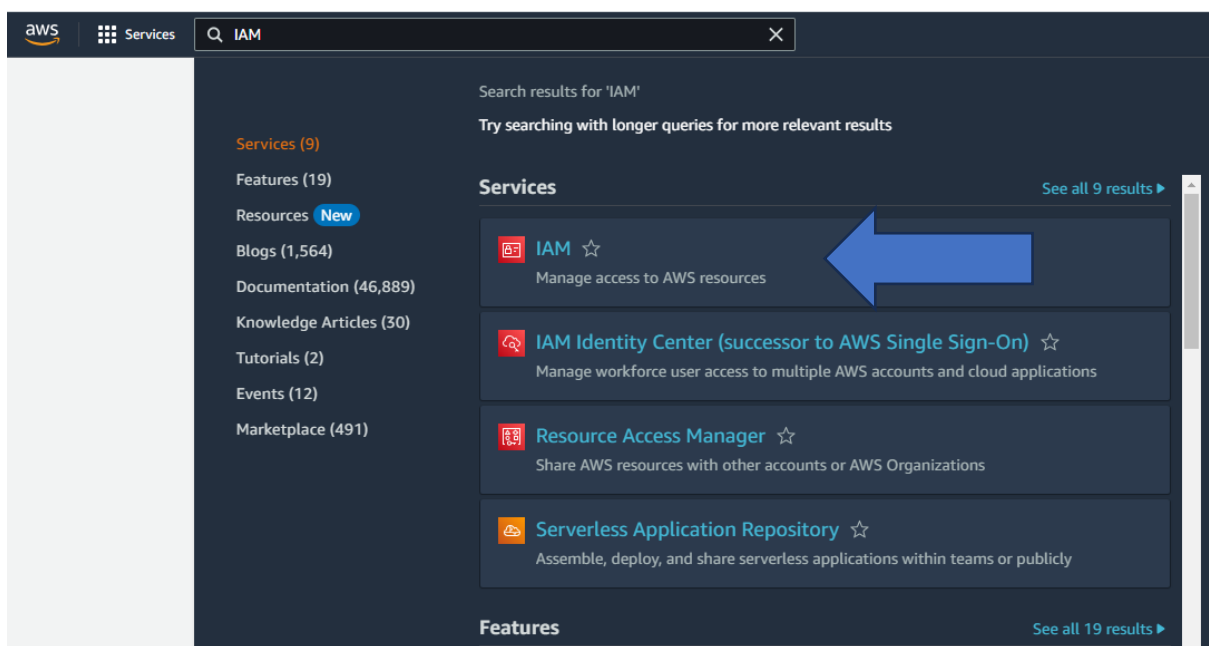 aws
Services
IAM
Search results for 'IAM'
Try searching with longer queries for more relevant results
Services (9)
Features (19)
Resources New
Blogs (1,564)
Documentation (46,889)
Knowledge Articles (30)
Tutorials (2)
Events (12)
Marketplace (491)
Services
See all 9 results
IAM
Manage access to AWS resources
IAM Identity Center (successor to AWS Single Sign-On)
Manage workforce user access to multiple AWS accounts and cloud applications
Resource Access Manager
Share AWS resources with other accounts or AWS Organizations
Serverless Application Repository
Assemble, deploy, and share serverless applications within teams or publicly
Features
See all 19 results